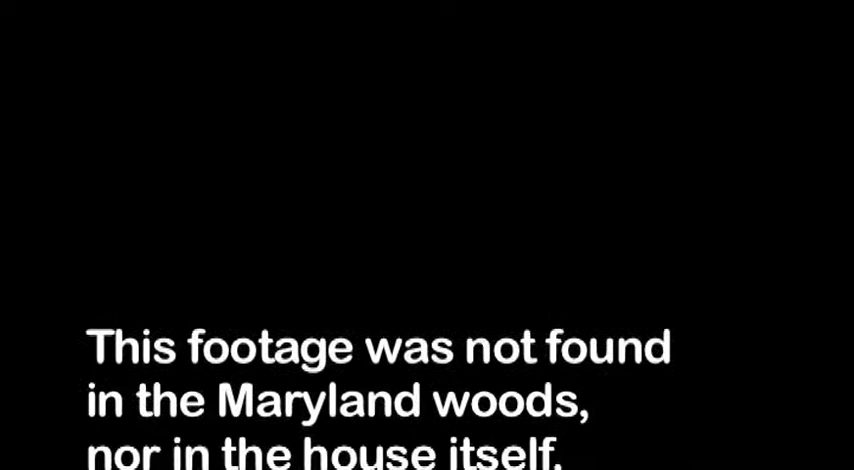 This footage was not found
in the Maryland woods,
nor in the house itself.